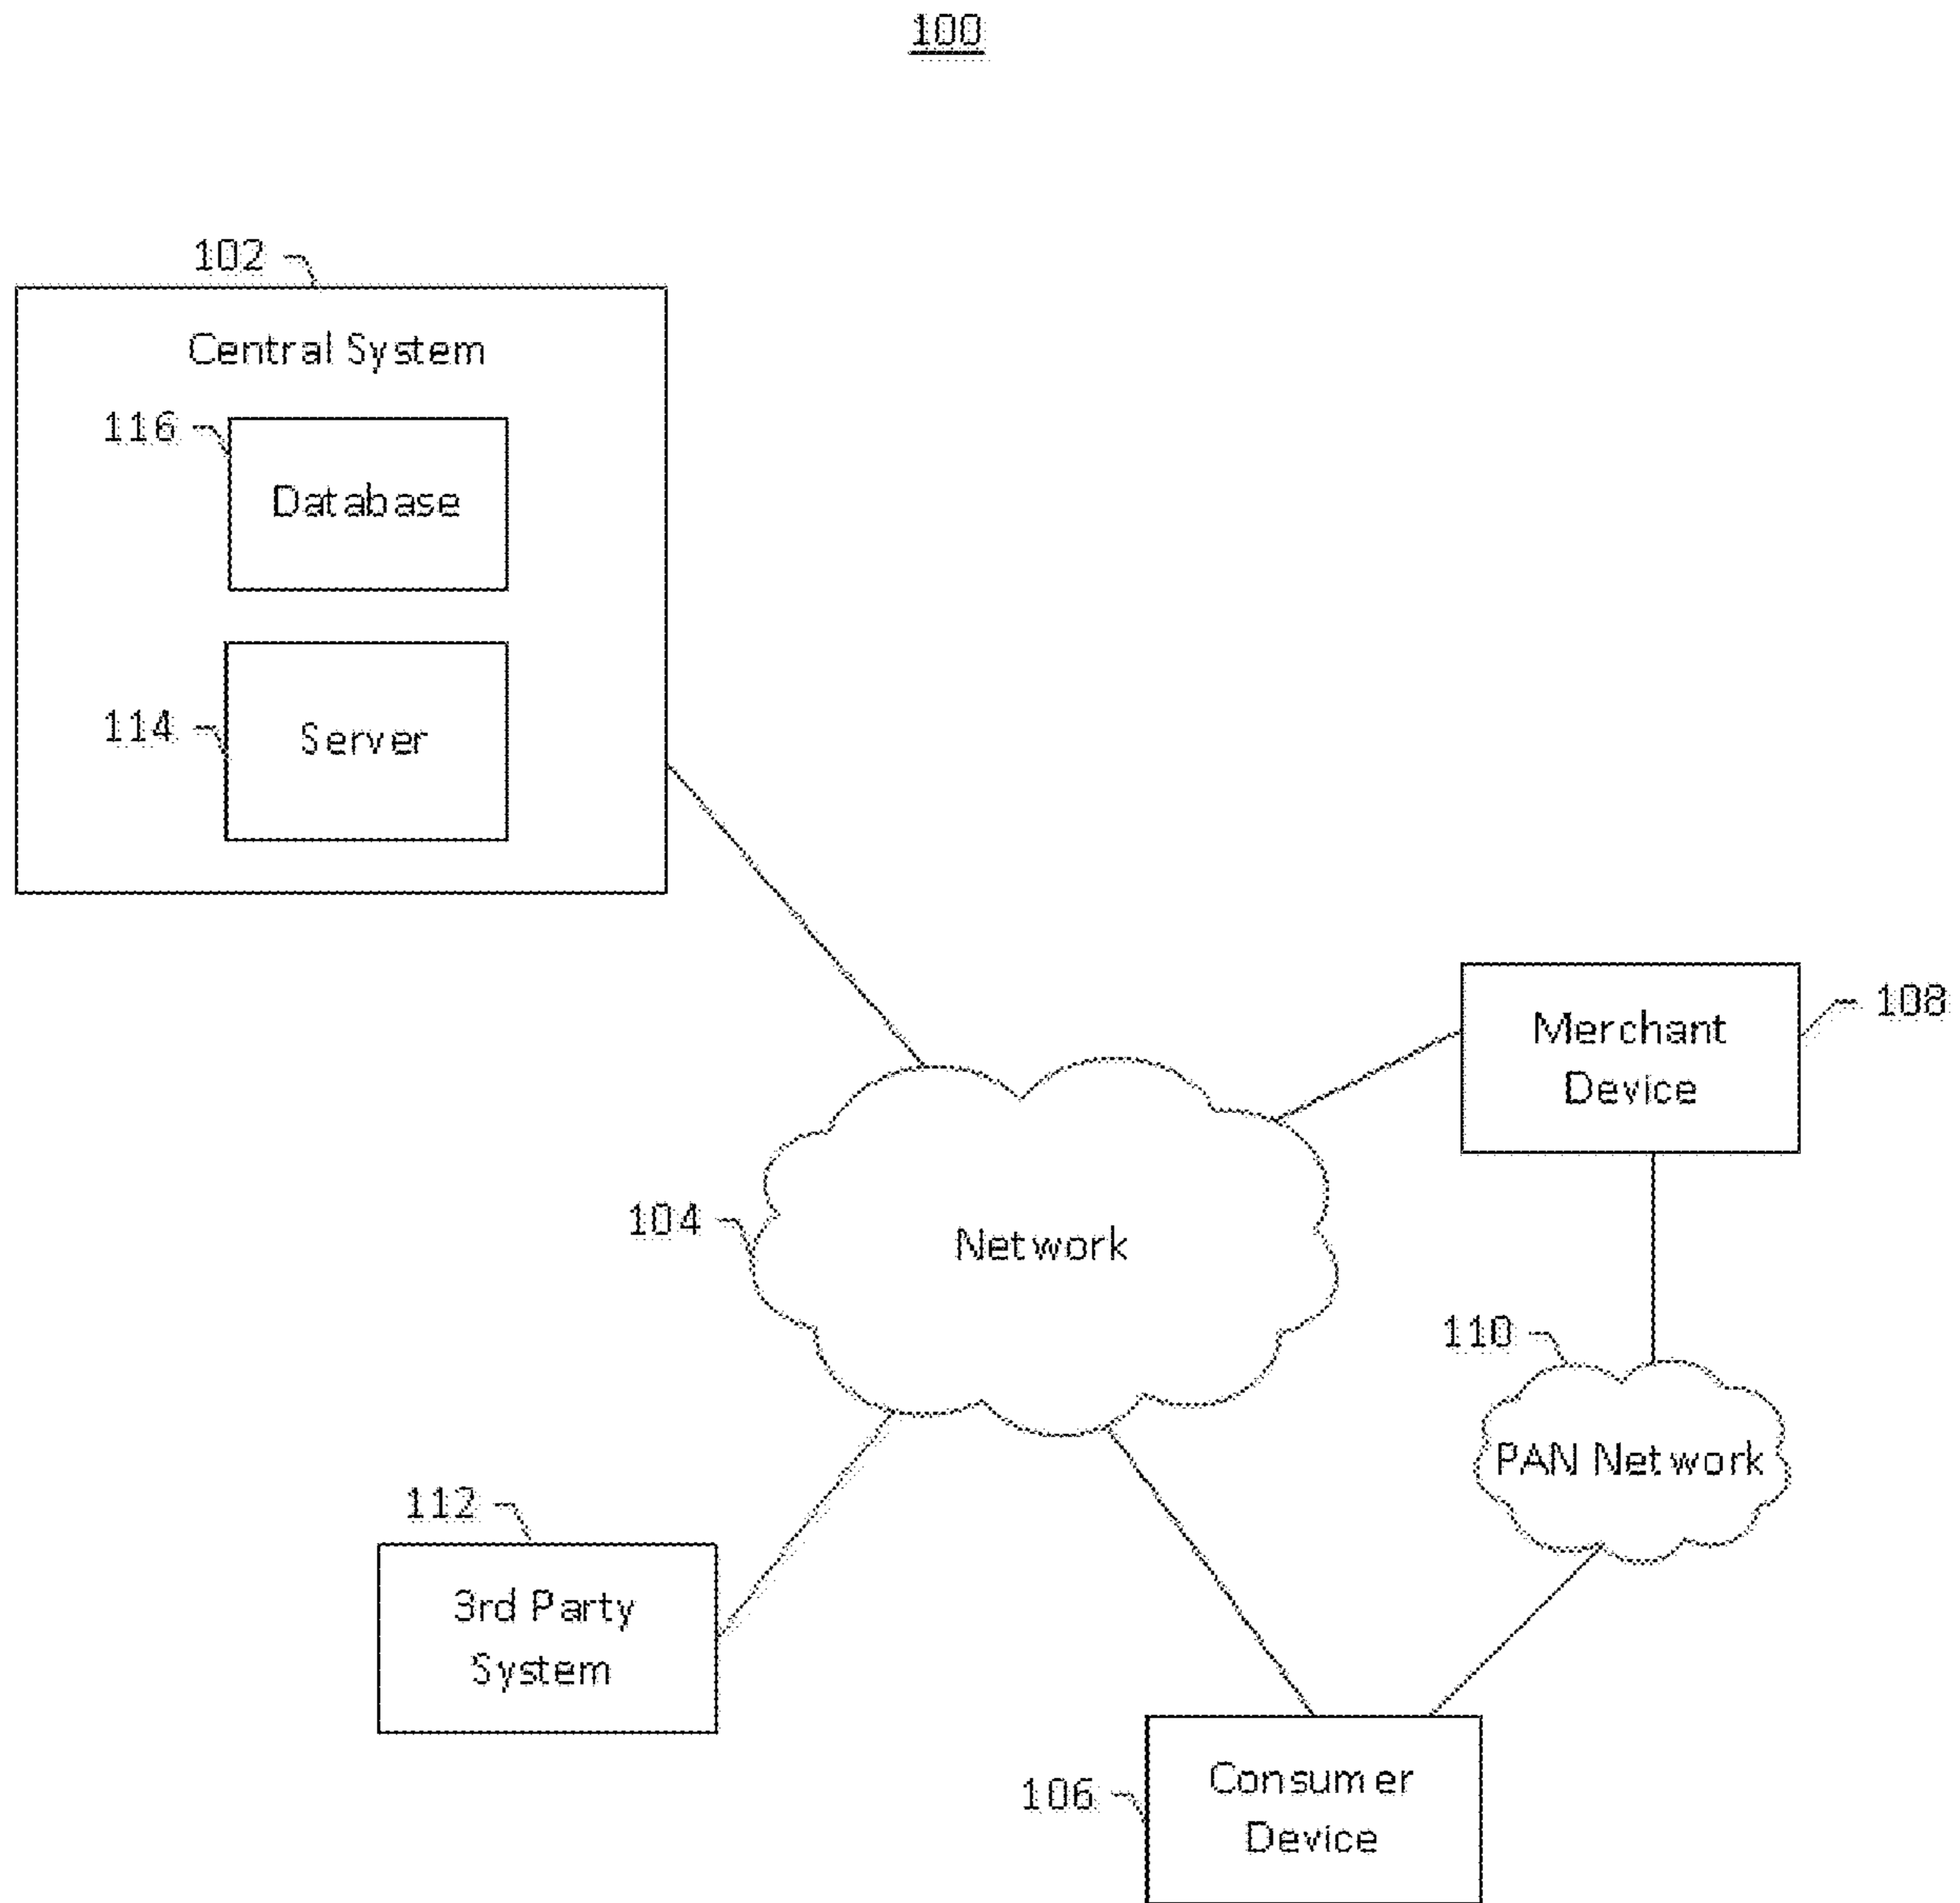 100
102
Central System
116
Database
114
Server
Merchant
Device
108
104
Network
110
PAN Network
112
3rd Party
System
106
Consumer
Device